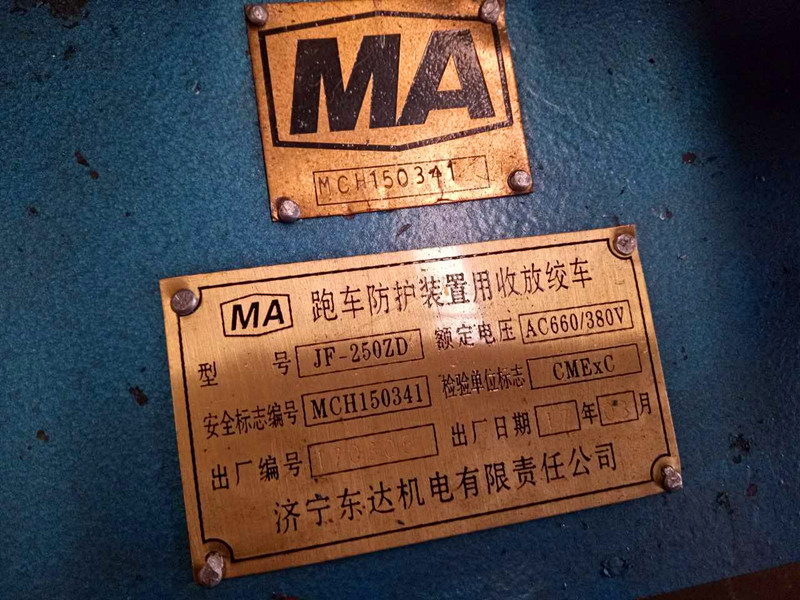 MA
MCH150341
MA 跑车防护装置用收放绞车
型 号 JF-250ZD 额定电压 AC660/380V
安全标志编号 MCH150341 检验单位标志 CMExC
出厂编号 出厂日期 17 年 月
济宁东达机电有限责任公司